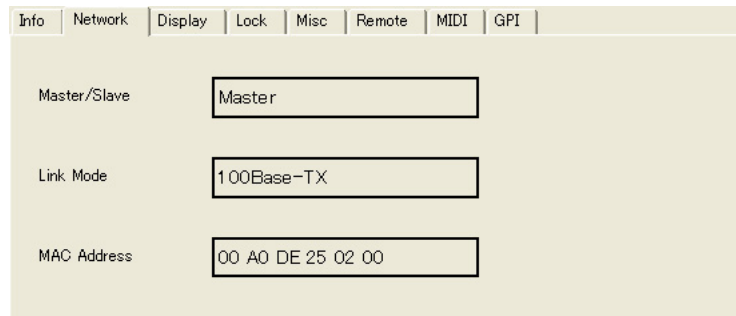 Info Network Display Lock Misc Remote MIDI GPI
Master/Slave Master
Link Mode 100Base-TX
MAC Address 00 A0 DE 25 02 00